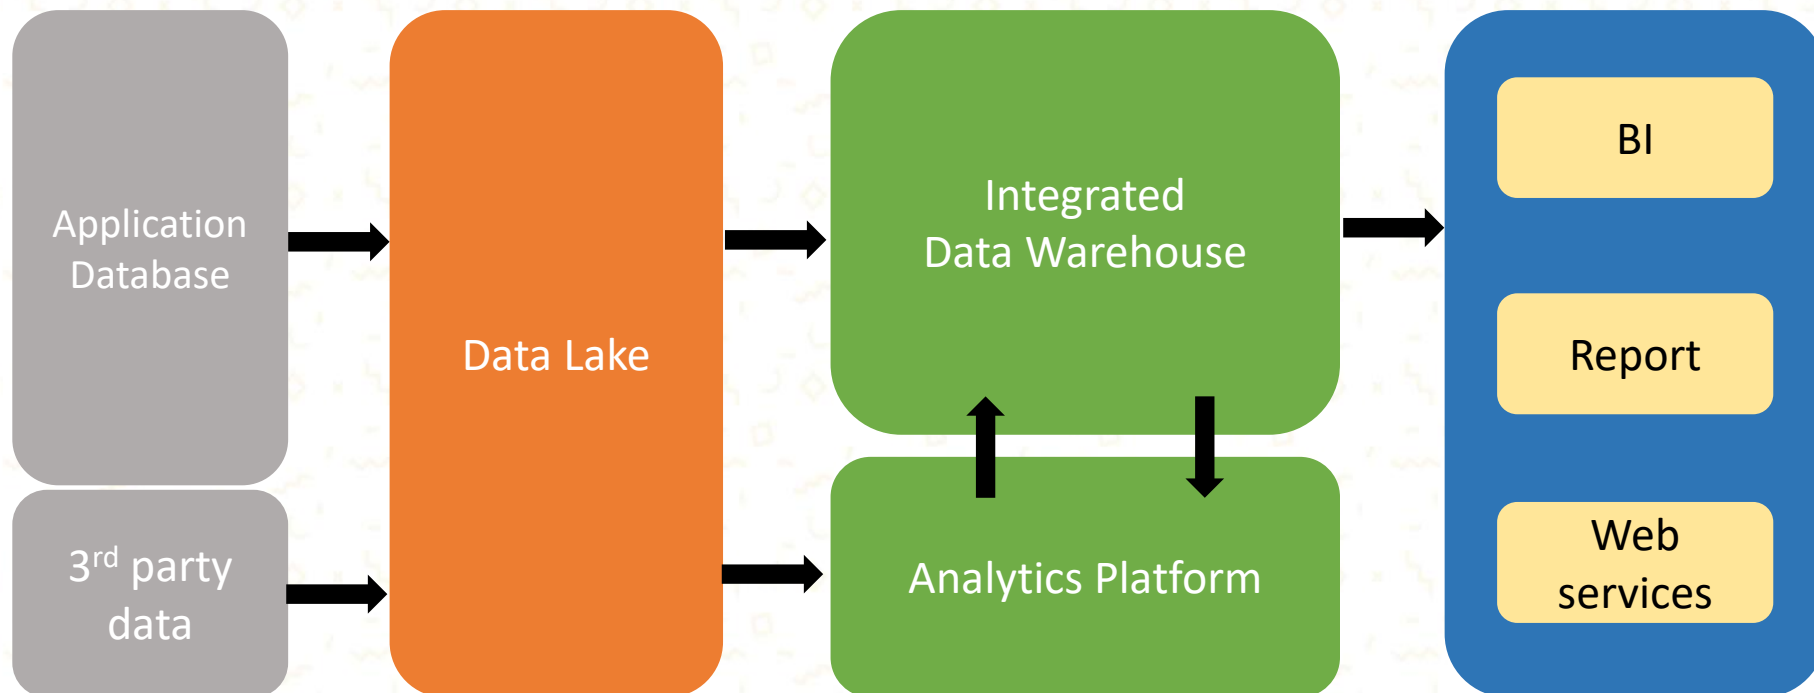 Application
Database
3rd party
data
Data Lake
Integrated
Data Warehouse
Analytics Platform
BI
Report
Web
services